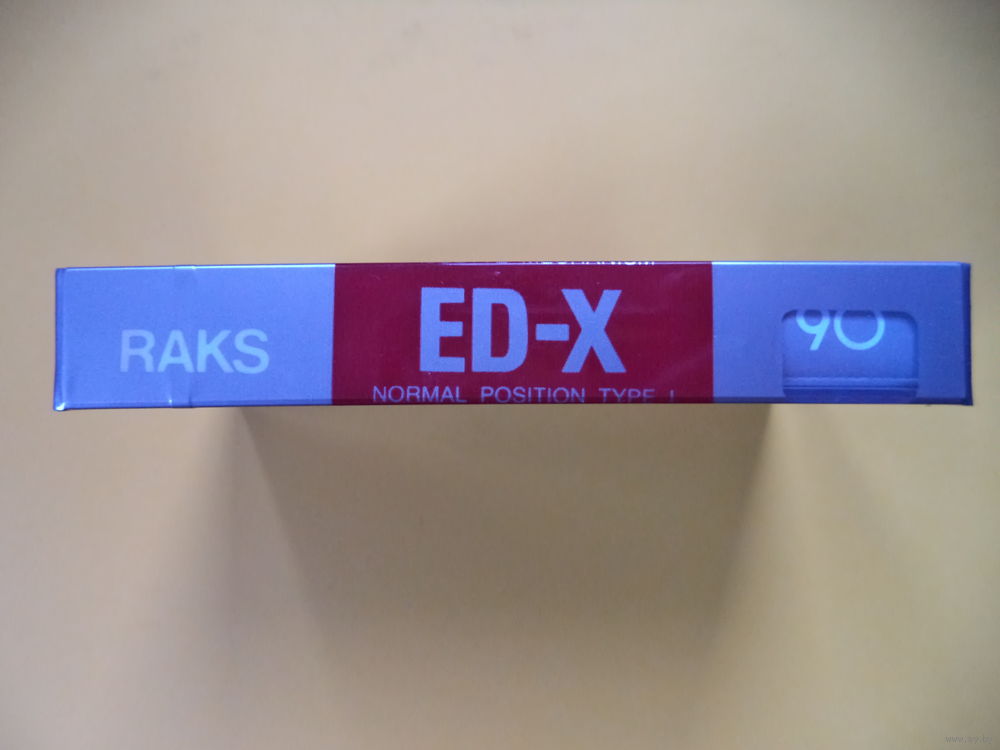 RAKS
ED-X
NORMAL POSITION TYPE I
90